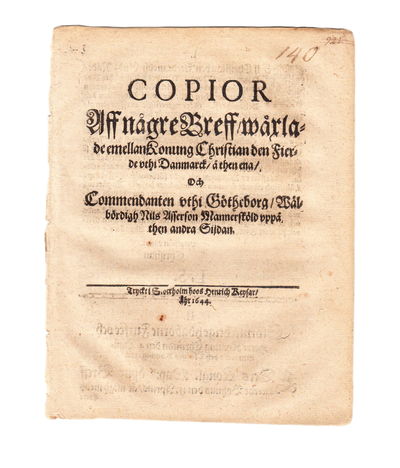 140
COPIOR
Aff någre Breff/ wäxla-
de emellan Konung Christian den Fier-
de vthi Danmarck/ å then ena/
Och
Commendanten vthi Götheborg/ Wäl-
bördigh Nils Asserson Mannersköld vppå
then andra Sijdan.
Tryckt i Stockholm hoos Henrich Keysar/
Åhr 1644.